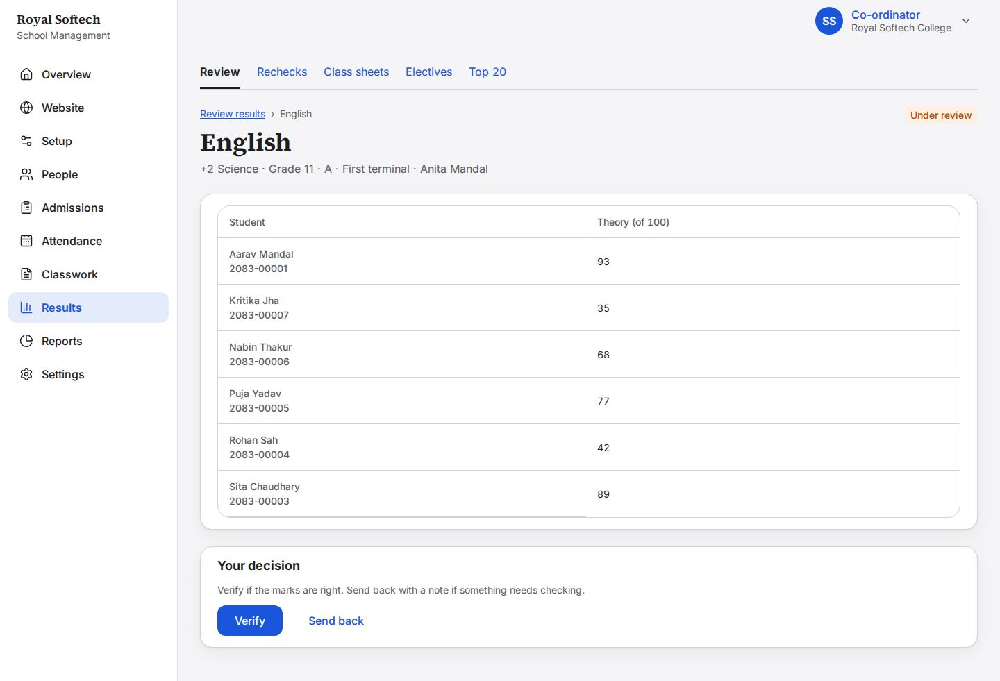 Royal Softech
School Management
Overview
Website
Setup
People
Admissions
Attendance
Classwork
Results
Reports
Settings
SS
Co-ordinator
Royal Softech College
Review
Rechecks
Class sheets
Electives
Top 20
Review results › English
Under review
English
+2 Science · Grade 11 · A · First terminal · Anita Mandal
Student
Theory (of 100)
Aarav Mandal
2083-00001
93
Kritika Jha
2083-00007
35
Nabin Thakur
2083-00006
68
Puja Yadav
2083-00005
77
Rohan Sah
2083-00004
42
Sita Chaudhary
2083-00003
89
Your decision
Verify if the marks are right. Send back with a note if something needs checking.
Verify
Send back